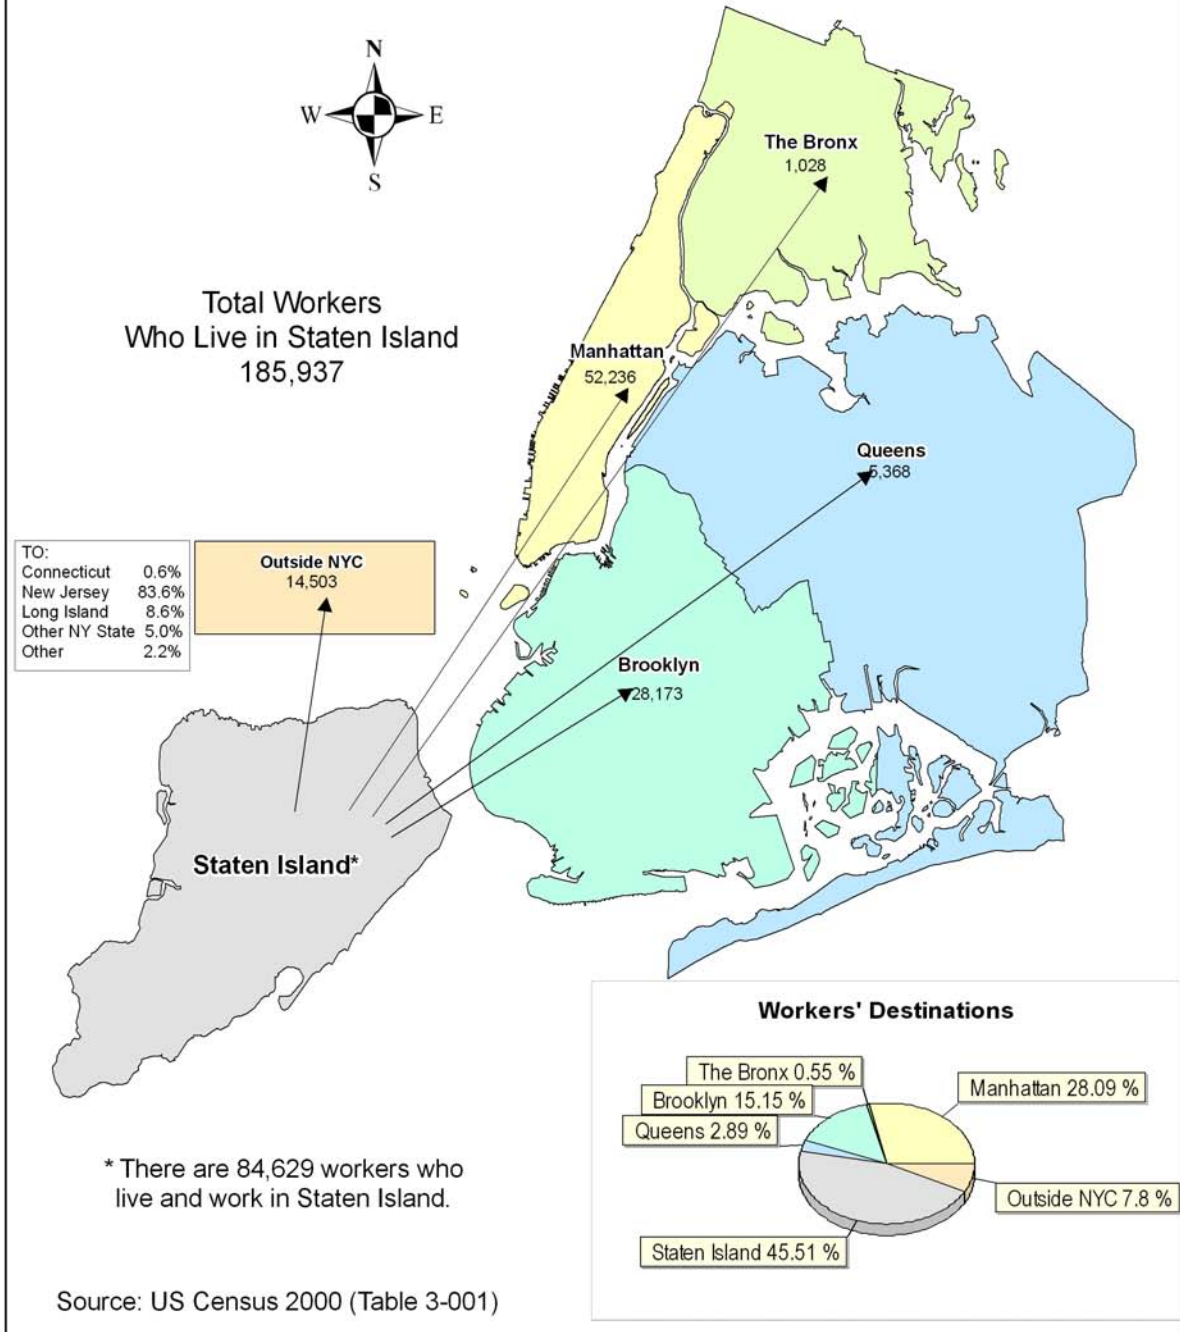 N
W
E
S
The Bronx
1,028
Total Workers
Who Live in Staten Island
185,937
Manhattan
52,236
Queens
5,368
TO:
Connecticut 0.6%
New Jersey 83.6%
Long Island 8.6%
Other NY State 5.0%
Other 2.2%
Outside NYC
14,503
Brooklyn
28,173
Staten Island*
Workers' Destinations
The Bronx 0.55 %
Manhattan 28.09 %
Brooklyn 15.15 %
Queens 2.89 %
Outside NYC 7.8 %
Staten Island 45.51 %
* There are 84,629 workers who
live and work in Staten Island.
Source: US Census 2000 (Table 3-001)